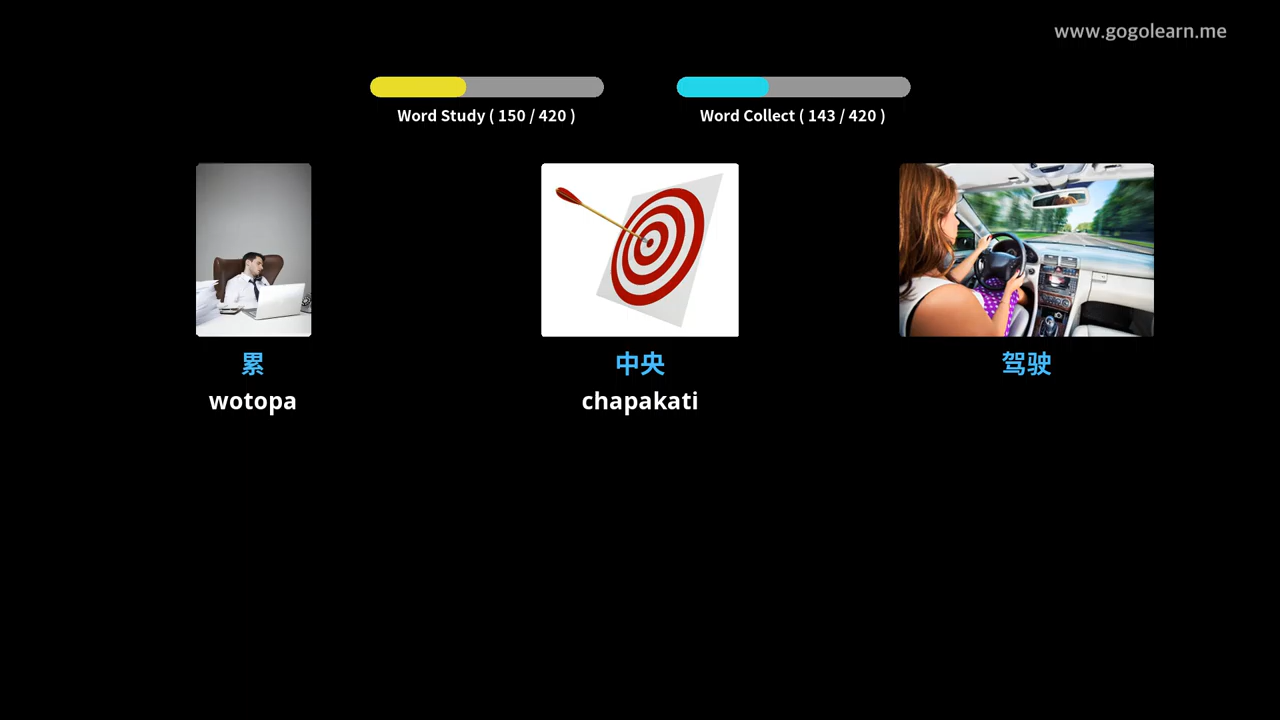 www.gogolearn.me
Word Study ( 150 / 420 )
Word Collect ( 143 / 420 )
累
wotopa
中央
chapakati
驾驶